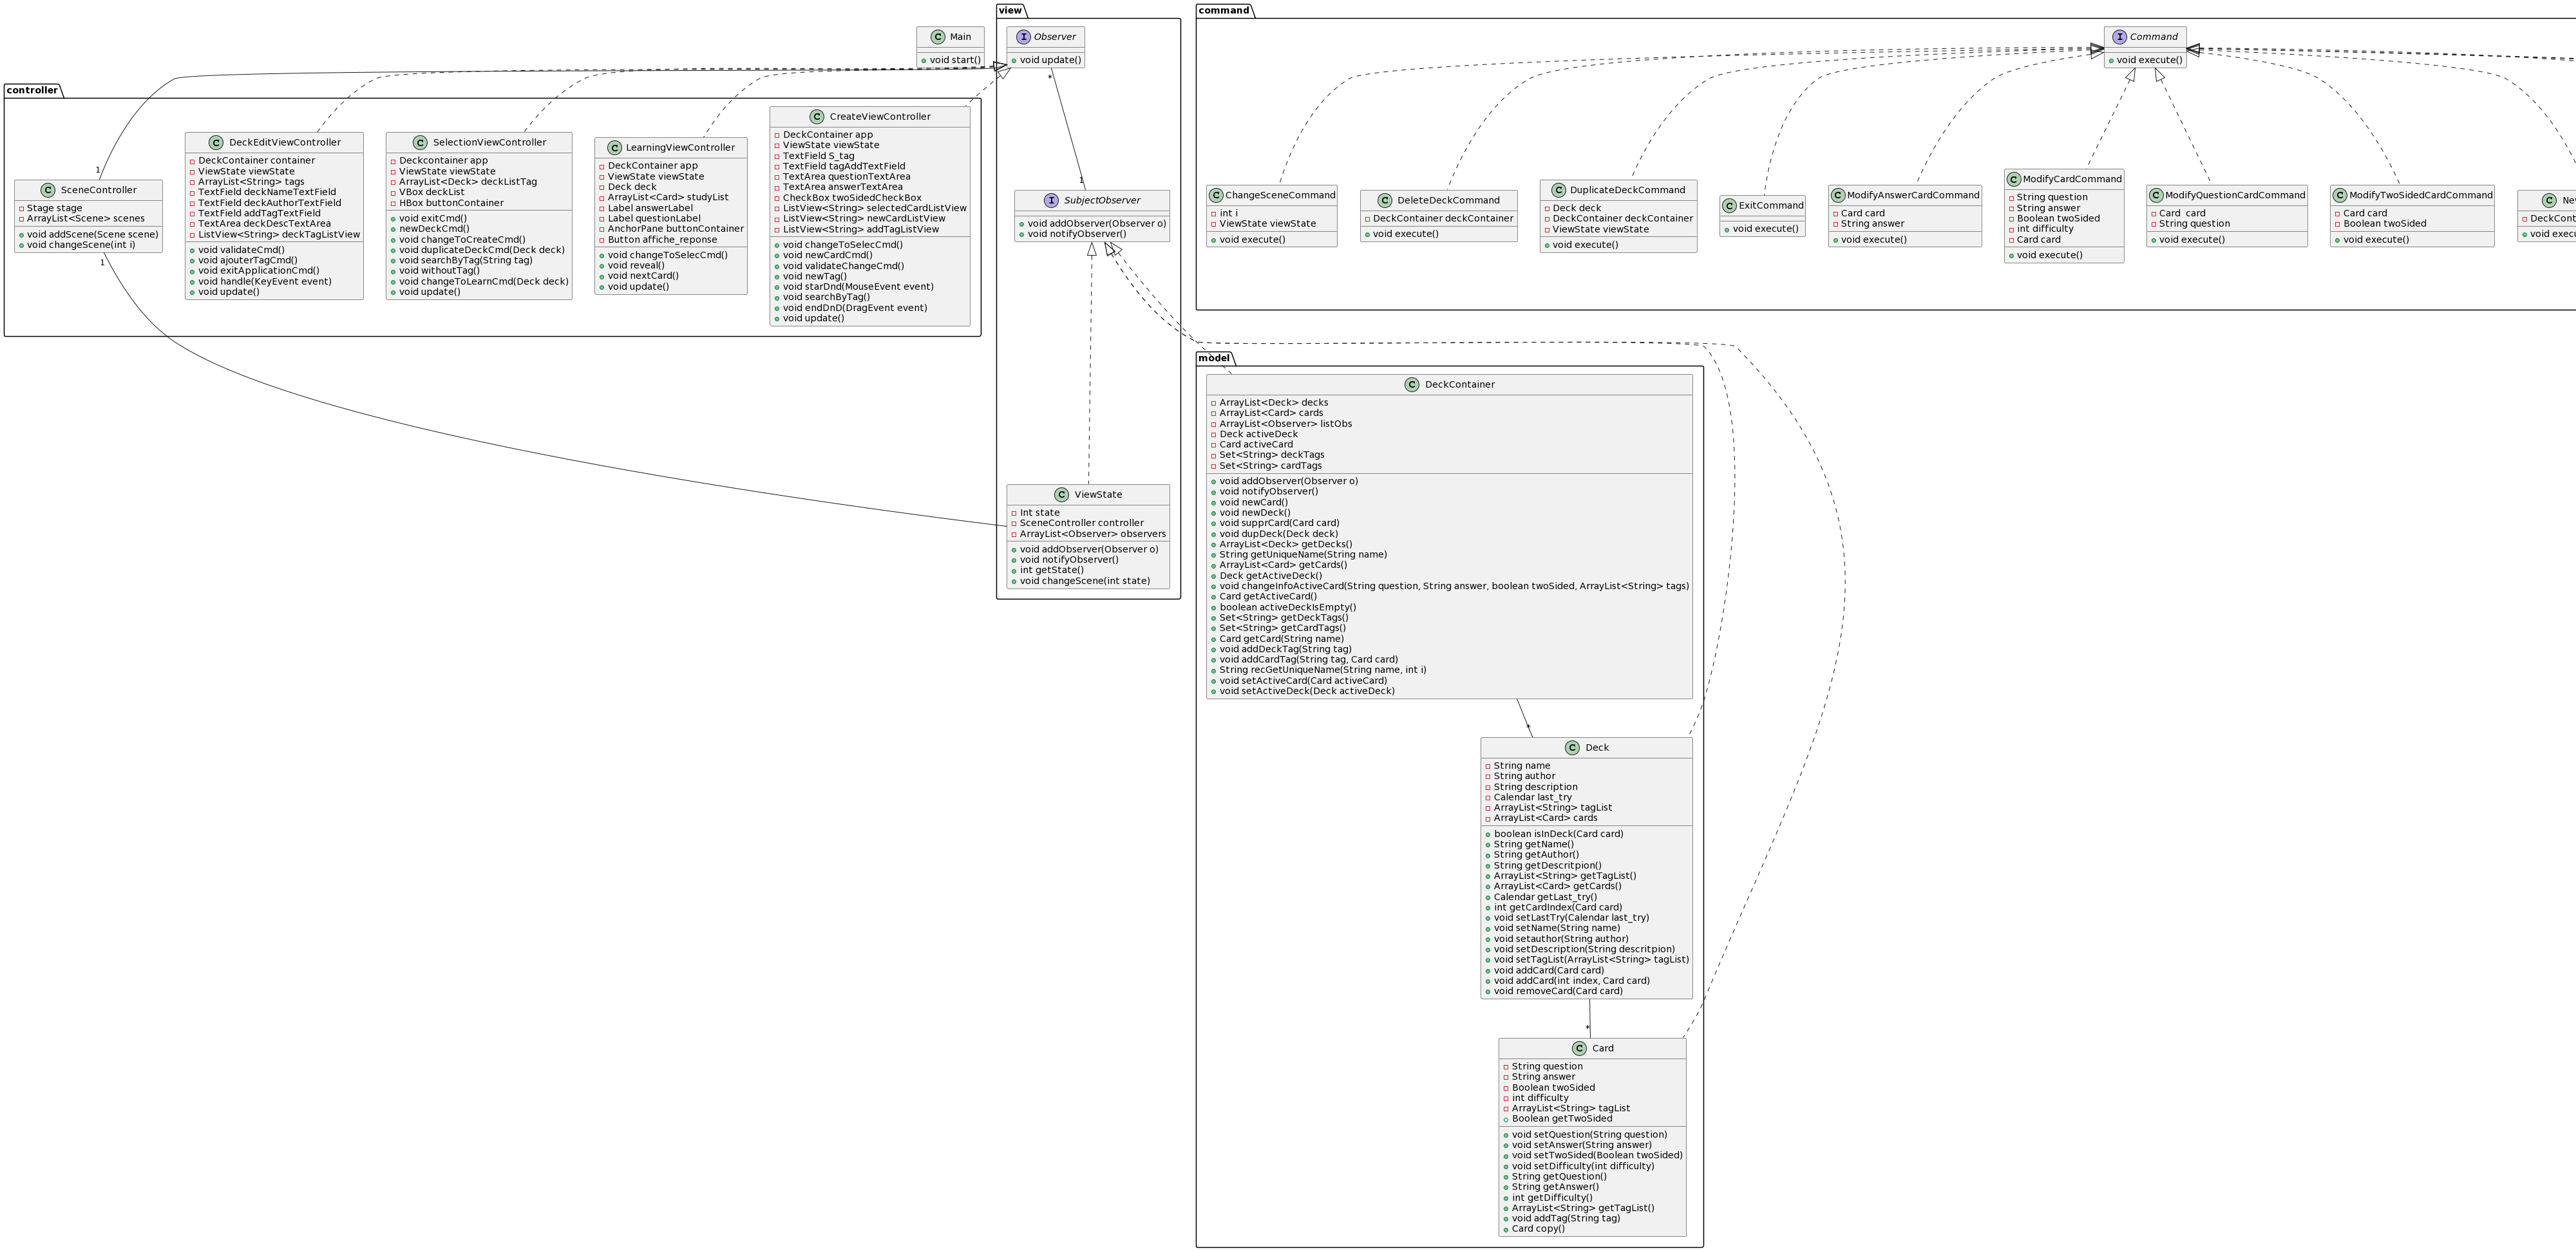 view
Observer
void update()
Main
void start()
command
Command
void execute()
controller
SceneController
Stage stage
ArrayList<Scene> scenes
void addScene(Scene scene)
void changeScene(int i)
1
1
DeckEditViewController
DeckContainer container
ViewState viewState
ArrayList<String> tags
TextField deckNameTextField
TextField deckAuthorTextField
TextField addTagTextField
TextArea deckDescTextArea
ListView<String> deckTagListView
void validateCmd()
void ajouterTagCmd()
void exitApplicationCmd()
void handle(KeyEvent event)
void update()
SelectionViewController
Deckcontainer app
ViewState viewState
ArrayList<Deck> deckListTag
VBox deckList
HBox buttonContainer
void exitCmd()
newDeckCmd()
void changeToCreateCmd()
void duplicateDeckCmd(Deck deck)
void searchByTag(String tag)
void withoutTag()
void changeToLearnCmd(Deck deck)
void update()
LearningViewController
DeckContainer app
ViewState viewState
Deck deck
ArrayList<Card> studyList
Label answerLabel
Label questionLabel
AnchorPane buttonContainer
Button affiche_reponse
void changeToSelecCmd()
void reveal()
void nextCard()
void update()
CreateViewController
DeckContainer app
ViewState viewState
TextField S_tag
TextField tagAddTextField
TextArea questionTextArea
TextArea answerTextArea
CheckBox twoSidedCheckBox
ListView<String> selectedCardListView
ListView<String> newCardListView
ListView<String> addTagListView
void changeToSelecCmd()
void newCardCmd()
void validateChangeCmd()
void newTag()
void starDnd(MouseEvent event)
void searchByTag()
void endDnD(DragEvent event)
void update()
*
1
SubjectObserver
void addObserver(Observer o)
void notifyObserver()
ChangeSceneCommand
int i
ViewState viewState
void execute()
DeleteDeckCommand
DeckContainer deckContainer
void execute()
DuplicateDeckCommand
Deck deck
DeckContainer deckContainer
ViewState viewState
void execute()
ExitCommand
void execute()
ModifyAnswerCardCommand
Card card
String answer
void execute()
ModifyCardCommand
String question
String answer
Boolean twoSided
int difficulty
Card card
void execute()
ModifyQuestionCardCommand
Card  card
String question
void execute()
ModifyTwoSidedCardCommand
Card card
Boolean twoSided
void execute()
ViewState
Int state
SceneController controller
ArrayList<Observer> observers
void addObserver(Observer o)
void notifyObserver()
int getState()
void changeScene(int state)
model
DeckContainer
ArrayList<Deck> decks
ArrayList<Card> cards
ArrayList<Observer> listObs
Deck activeDeck
Card activeCard
Set<String> deckTags
Set<String> cardTags
void addObserver(Observer o)
void notifyObserver()
void newCard()
void newDeck()
void supprCard(Card card)
void dupDeck(Deck deck)
ArrayList<Deck> getDecks()
String getUniqueName(String name)
ArrayList<Card> getCards()
Deck getActiveDeck()
void changeInfoActiveCard(String question, String answer, boolean twoSided, ArrayList<String> tags)
Card getActiveCard()
boolean activeDeckIsEmpty()
Set<String> getDeckTags()
Set<String> getCardTags()
Card getCard(String name)
void addDeckTag(String tag)
void addCardTag(String tag, Card card)
String recGetUniqueName(String name, int i)
void setActiveCard(Card activeCard)
void setActiveDeck(Deck activeDeck)
*
Deck
String name
String author
String description
Calendar last_try
ArrayList<String> tagList
ArrayList<Card> cards
boolean isInDeck(Card card)
String getName()
String getAuthor()
String getDescritpion()
ArrayList<String> getTagList()
ArrayList<Card> getCards()
Calendar getLast_try()
int getCardIndex(Card card)
void setLastTry(Calendar last_try)
void setName(String name)
void setauthor(String author)
void setDescription(String descritpion)
void setTagList(ArrayList<String> tagList)
void addCard(Card card)
void addCard(int index, Card card)
void removeCard(Card card)
*
Card
String question
String answer
Boolean twoSided
int difficulty
ArrayList<String> tagList
Boolean getTwoSided
void setQuestion(String question)
void setAnswer(String answer)
void setTwoSided(Boolean twoSided)
void setDifficulty(int difficulty)
String getQuestion()
String getAnswer()
int getDifficulty()
ArrayList<String> getTagList()
void addTag(String tag)
Card copy()